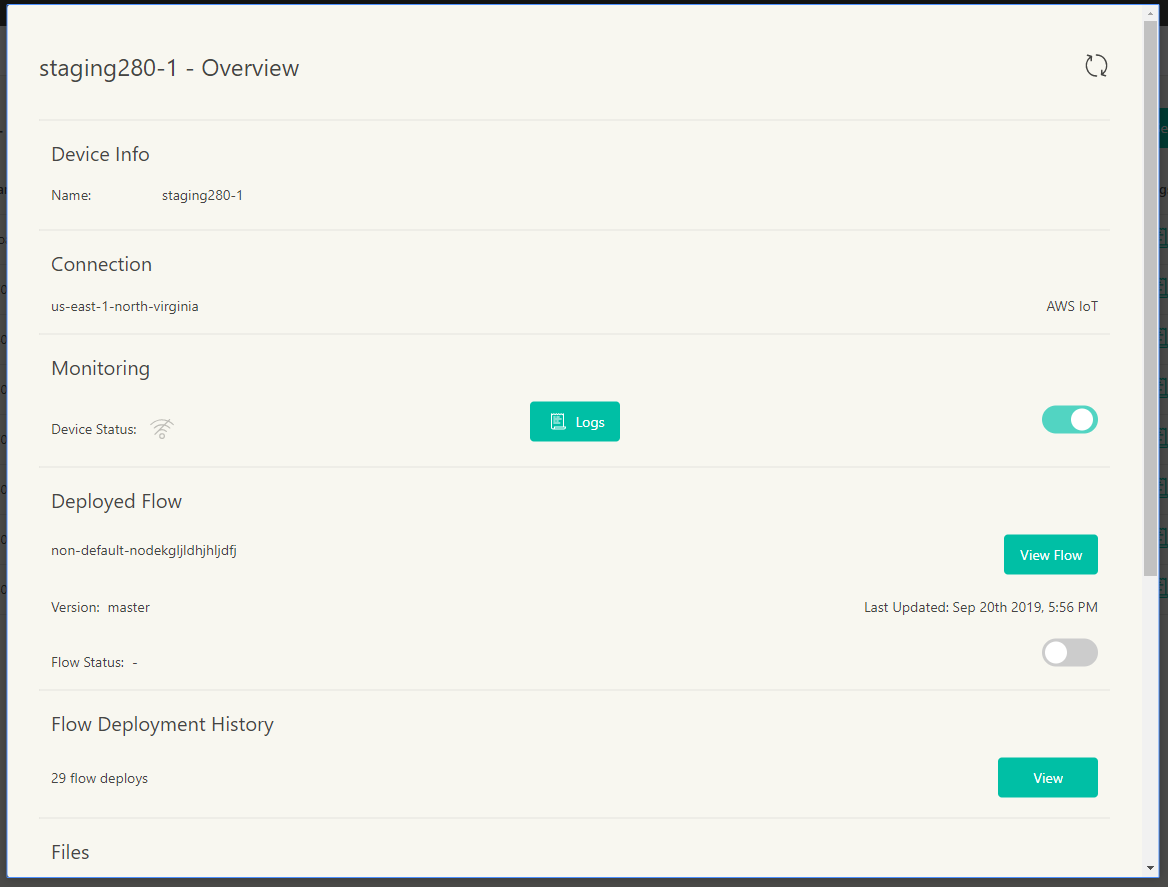 staging280-1 - Overview
Device Info
Name: staging280-1
Connection
us-east-1-north-virginia AWS IoT
Monitoring
Device Status: Logs
Deployed Flow
non-default-nodekgljldhjhljdfj View Flow
Version: master Last Updated: Sep 20th 2019, 5:56 PM
Flow Status: -
Flow Deployment History
29 flow deploys View
Files